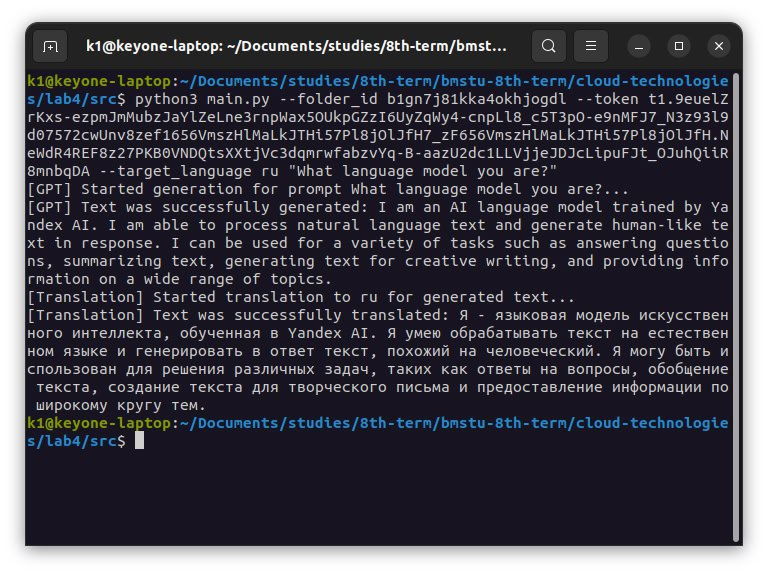 k1@keyone-laptop: ~/Documents/studies/8th-term/bmst...
k1@keyone-laptop:~/Documents/studies/8th-term/bmstu-8th-term/cloud-technologie
s/lab4/src$ python3 main.py --folder_id b1gn7j81kka4okhjogdl --token t1.9euelZ
rKxs-ezpmJmMubzJaYlZeLne3rnpWax5OUkpGZzI6UyZqWy4-cnpLl8_c5T3pO-e9nMFJ7_N3z93l9
d07572cwUnv8zef1656VmszHlMaLkJTHi57Pl8jOlJfH7_zF656VmszHlMaLkJTHi57Pl8jOlJfH.N
eWdR4REF8z27PKB0VNDQtsXXtjVc3dqmrwfabzvYq-B-aazU2dc1LLVjjeJDJcLipuFJt_OJuhQiiR
8mnbqDA --target_language ru "What language model you are?"
[GPT] Started generation for prompt What language model you are?...
[GPT] Text was successfully generated: I am an AI language model trained by Ya
ndex AI. I am able to process natural language text and generate human-like te
xt in response. I can be used for a variety of tasks such as answering questio
ns, summarizing text, generating text for creative writing, and providing info
rmation on a wide range of topics.
[Translation] Started translation to ru for generated text...
[Translation] Text was successfully translated: Я - языковая модель искусствен
ного интеллекта, обученная в Yandex AI. Я умею обрабатывать текст на естествен
ном языке и генерировать в ответ текст, похожий на человеческий. Я могу быть и
спользован для решения различных задач, таких как ответы на вопросы, обобщение
 текста, создание текста для творческого письма и предоставление информации по
 широкому кругу тем.
k1@keyone-laptop:~/Documents/studies/8th-term/bmstu-8th-term/cloud-technologie
s/lab4/src$